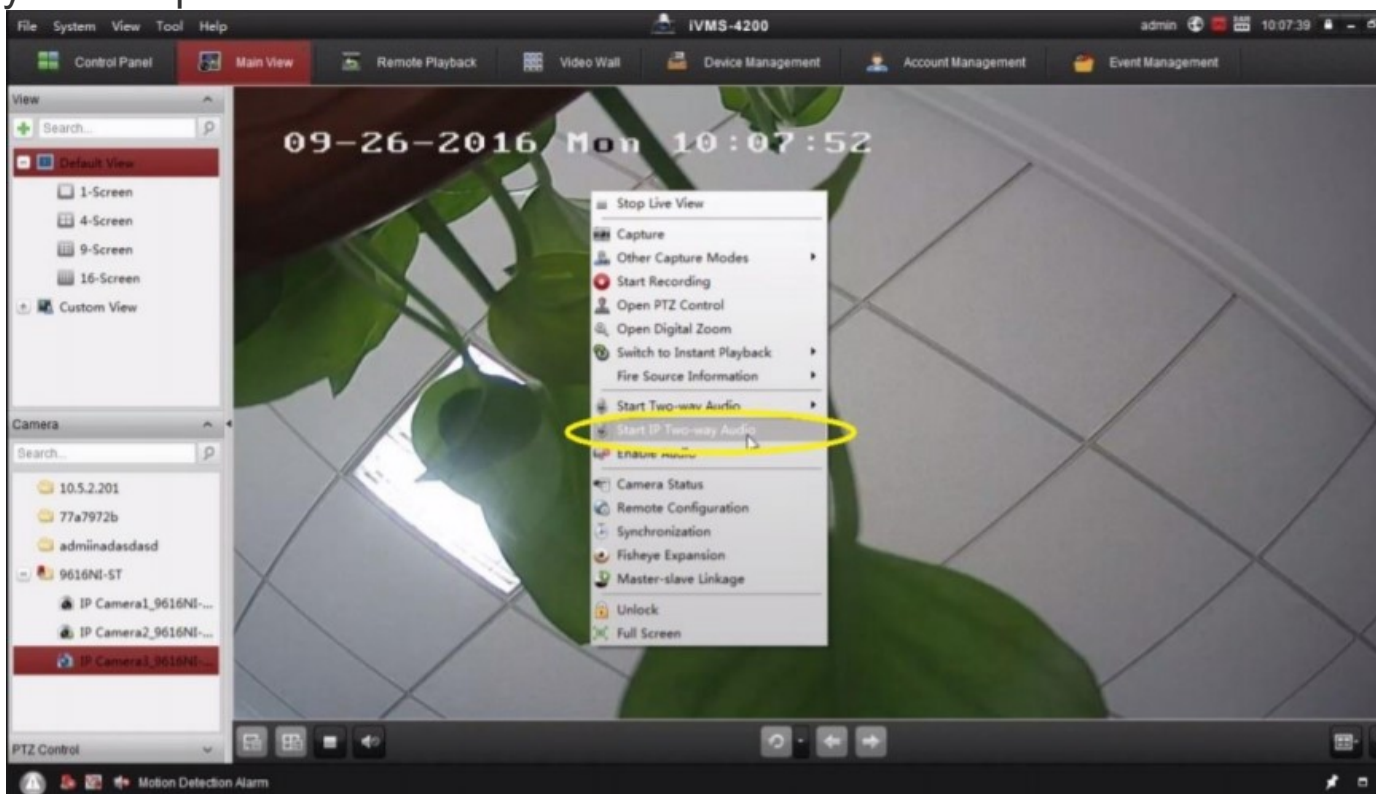 File System View Tool Help
iVMS-4200
admin
10:07:39
Control Panel
Main View
Remote Playback
Video Wall
Device Management
Account Management
Event Management
View
Search...
Default View
1-Screen
4-Screen
9-Screen
16-Screen
Custom View
Camera
Search...
10.5.2.201
77a7972b
admiinadasdasd
9616NI-ST
IP Camera1_9616NI-...
IP Camera2_9616NI-...
IP Camera3_9616NI-...
PTZ Control
09-26-2016 Mon 10:07:52
Stop Live View
Capture
Other Capture Modes
Start Recording
Open PTZ Control
Open Digital Zoom
Switch to Instant Playback
Fire Source Information
Start Two-way Audio
Start IP Two-way Audio
Enable Audio
Camera Status
Remote Configuration
Synchronization
Fisheye Expansion
Master-slave Linkage
Unlock
Full Screen
Motion Detection Alarm